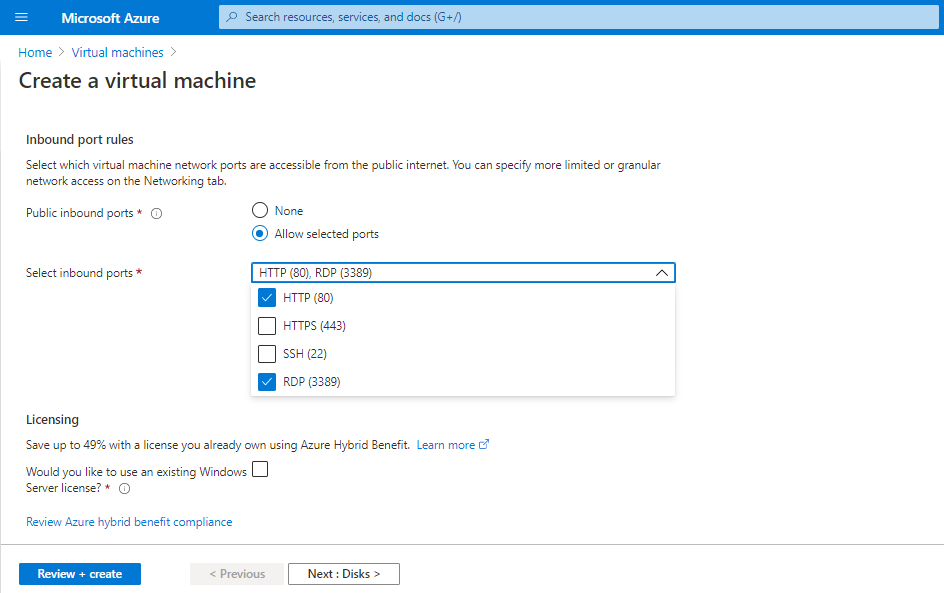 Microsoft Azure
Search resources, services, and docs (G+/)
Home > Virtual machines >
Create a virtual machine
Inbound port rules
Select which virtual machine network ports are accessible from the public internet. You can specify more limited or granular
network access on the Networking tab.
Public inbound ports *
None
Allow selected ports
Select inbound ports *
HTTP (80), RDP (3389)
HTTP (80)
HTTPS (443)
SSH (22)
RDP (3389)
Licensing
Save up to 49% with a license you already own using Azure Hybrid Benefit. Learn more
Would you like to use an existing Windows
Server license? *
Review Azure hybrid benefit compliance
Review + create
< Previous
Next : Disks >